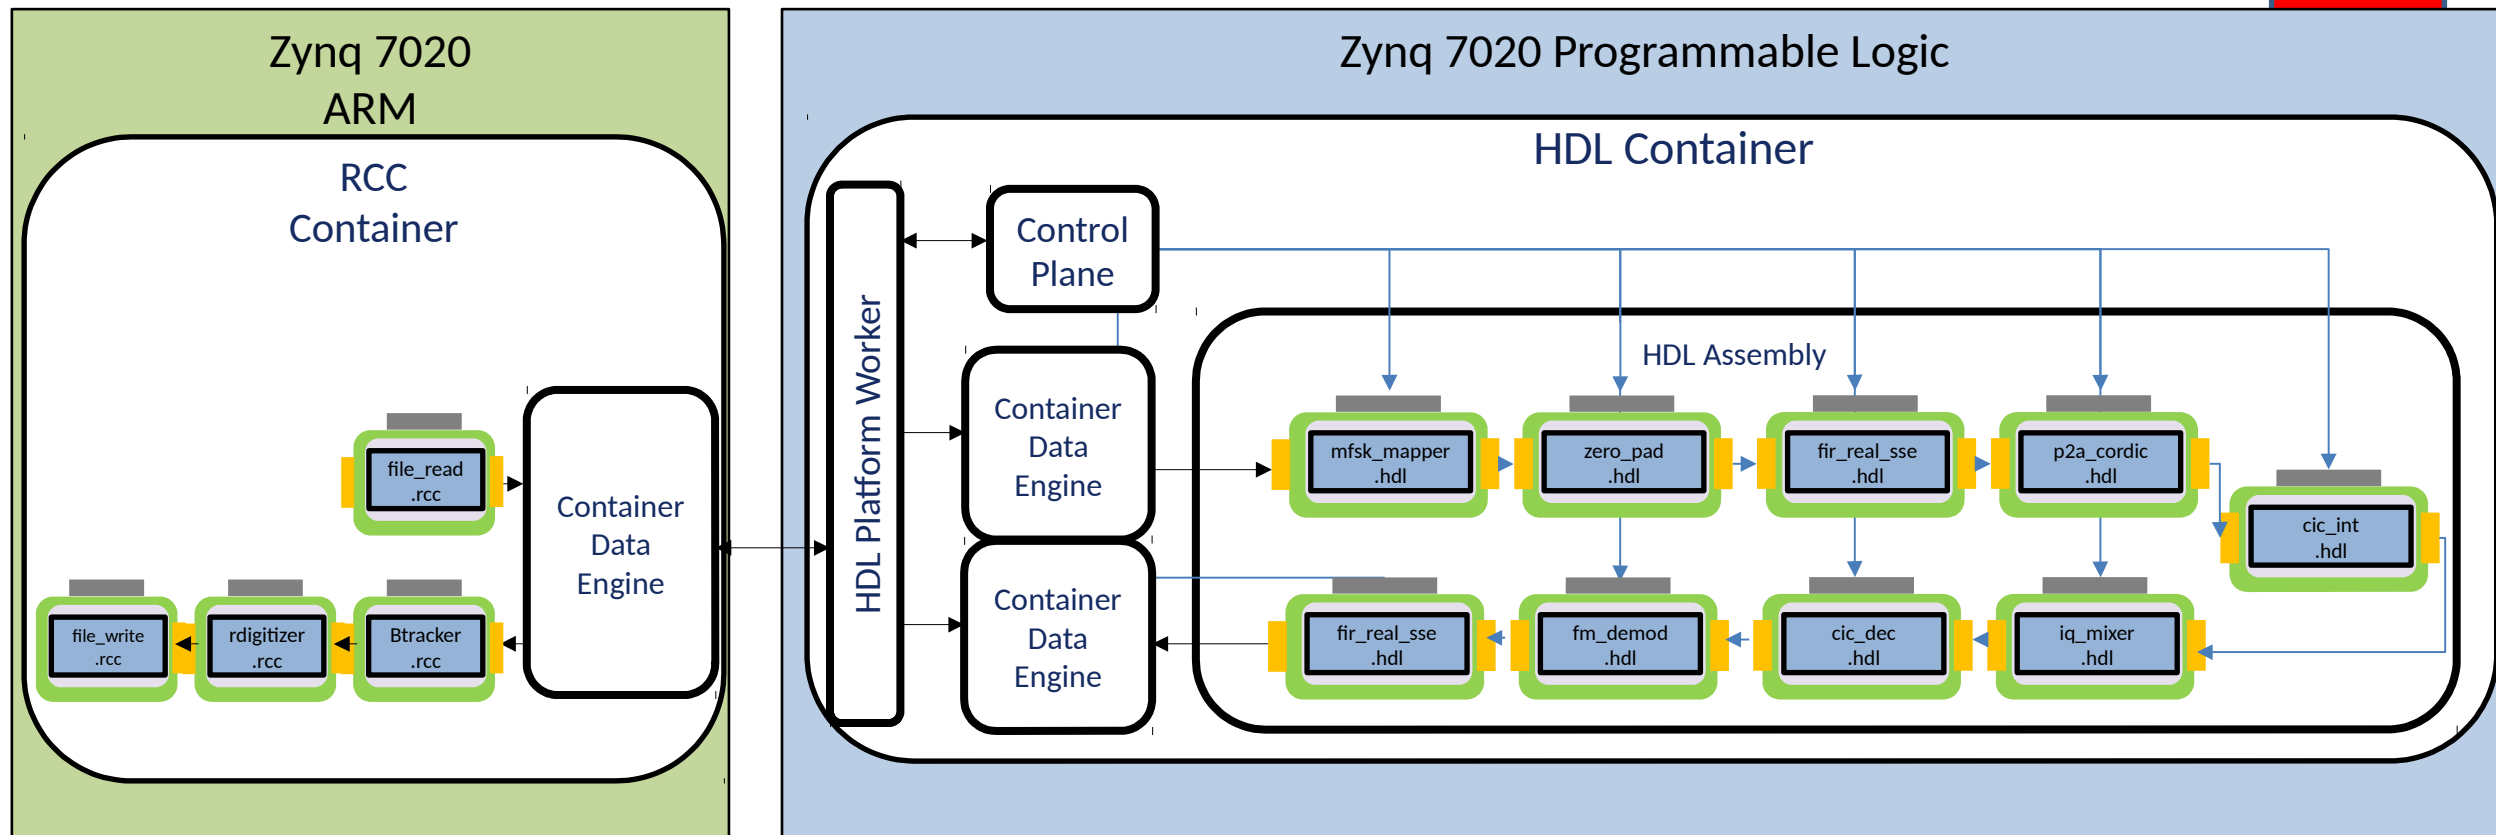 Zynq 7020
ARM
RCC
Container
file_read
.rcc
Container
Data
Engine
file_write
.rcc
rdigitizer
.rcc
Btracker
.rcc
Zynq 7020 Programmable Logic
HDL Container
HDL Platform Worker
Control
Plane
Container
Data
Engine
Container
Data
Engine
HDL Assembly
mfsk_mapper
.hdl
zero_pad
.hdl
fir_real_sse
.hdl
p2a_cordic
.hdl
cic_int
.hdl
fir_real_sse
.hdl
fm_demod
.hdl
cic_dec
.hdl
iq_mixer
.hdl